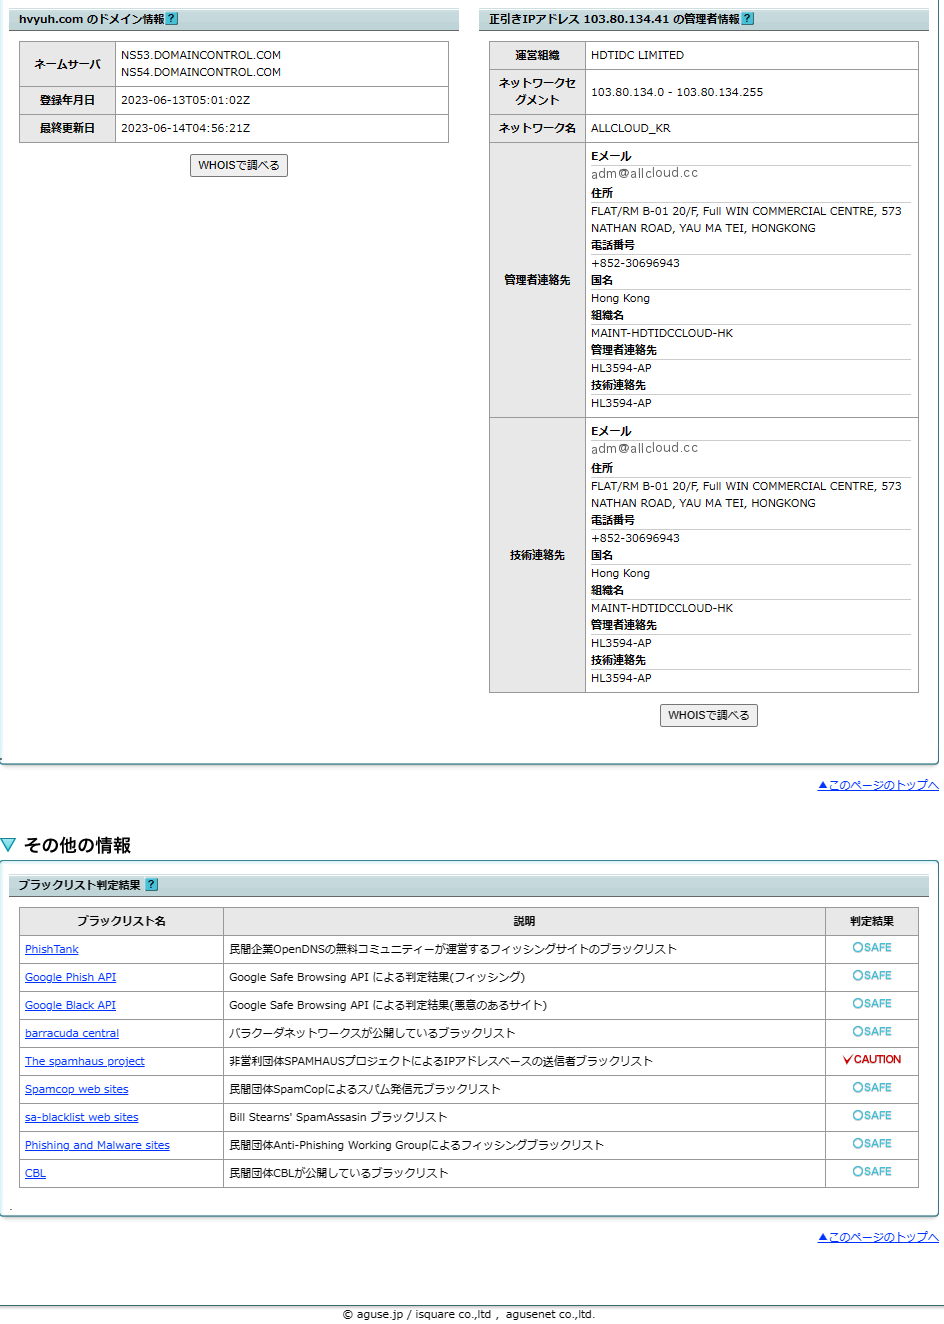 hvyuh.com のドメイン情報 ?
ネームサーバ
NS53.DOMAINCONTROL.COM
NS54.DOMAINCONTROL.COM
登録年月日
2023-06-13T05:01:02Z
最終更新日
2023-06-14T04:56:21Z
WHOISで調べる
正引きIPアドレス 103.80.134.41 の管理者情報 ?
運営組織
HDTIDC LIMITED
ネットワークセ
グメント
103.80.134.0 - 103.80.134.255
ネットワーク名
ALLCLOUD_KR
管理者連絡先
Eメール
adm@allcloud.cc
住所
FLAT/RM B-01 20/F, Full WIN COMMERCIAL CENTRE, 573
NATHAN ROAD, YAU MA TEI, HONGKONG
電話番号
+852-30696943
国名
Hong Kong
組織名
MAINT-HDTIDCCLOUD-HK
管理者連絡先
HL3594-AP
技術連絡先
HL3594-AP
技術連絡先
Eメール
adm@allcloud.cc
住所
FLAT/RM B-01 20/F, Full WIN COMMERCIAL CENTRE, 573
NATHAN ROAD, YAU MA TEI, HONGKONG
電話番号
+852-30696943
国名
Hong Kong
組織名
MAINT-HDTIDCCLOUD-HK
管理者連絡先
HL3594-AP
技術連絡先
HL3594-AP
WHOISで調べる
▲このページのトップへ
▼ その他の情報
ブラックリスト判定結果 ?
ブラックリスト名 説明 判定結果
PhishTank 民間企業OpenDNSの無料コミュニティーが運営するフィッシングサイトのブラックリスト SAFE
Google Phish API Google Safe Browsing API による判定結果(フィッシング) SAFE
Google Black API Google Safe Browsing API による判定結果(悪意のあるサイト) SAFE
barracuda central バラクーダネットワークスが公開しているブラックリスト SAFE
The spamhaus project 非営利団体SPAMHAUSプロジェクトによるIPアドレスベースの送信者ブラックリスト CAUTION
Spamcop web sites 民間団体SpamCopによるスパム発信元ブラックリスト SAFE
sa-blacklist web sites Bill Stearns' SpamAssasin ブラックリスト SAFE
Phishing and Malware sites 民間団体Anti-Phishing Working Groupによるフィッシングブラックリスト SAFE
CBL 民間団体CBLが公開しているブラックリスト SAFE
▲このページのトップへ
© aguse.jp / isquare co.,ltd , agusenet co.,ltd.